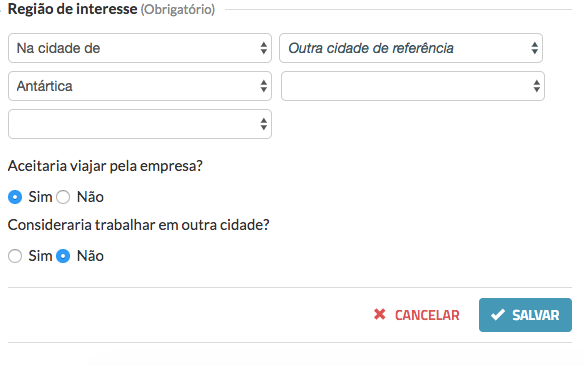 Região de interesse (Obrigatório)
Na cidade de Outra cidade de referência
Antártica
Aceitaria viajar pela empresa?
Sim Não
Consideraria trabalhar em outra cidade?
Sim Não
CANCELAR SALVAR